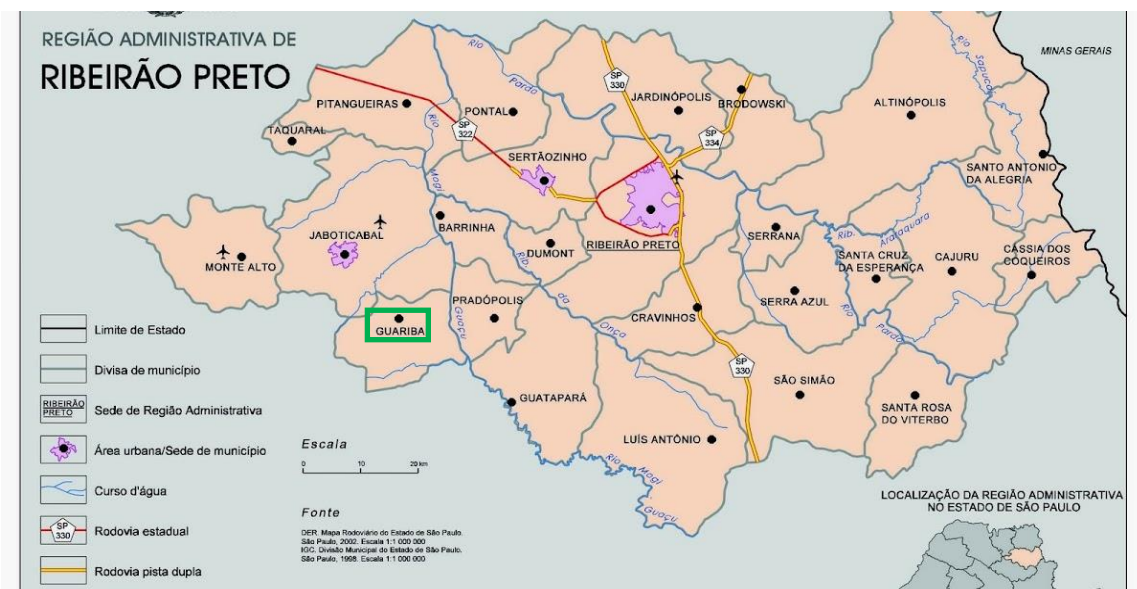 REGIÃO ADMINISTRATIVA DE
RIBEIRÃO PRETO
MINAS GERAIS
Rio
Pardo
Rio
Sapucaí
SP
330
PITANGUEIRAS
PONTAL
JARDINÓPOLIS
BRODOWSKI
ALTINÓPOLIS
Rio
Mogi
Guaçu
SP
322
TAQUARAL
SP
334
SERTÃOZINHO
SANTO ANTONIO
DA ALEGRIA
JABOTICABAL
BARRINHA
DUMONT
RIBEIRÃO PRETO
SERRANA
Rib.
Araraquara
MONTE ALTO
SANTA CRUZ
DA ESPERANÇA
CAJURU
CÁSSIA DOS
COQUEIROS
Rib.
da
Onça
PRADÓPOLIS
SERRA AZUL
Rio
Pardo
GUARIBA
CRAVINHOS
SP
330
SÃO SIMÃO
GUATAPARÁ
SANTA ROSA
DO VITERBO
LUÍS ANTÔNIO
Rio
Mogi
Guaçu
Limite de Estado
Divisa de município
RIBEIRÃO
PRETO
Sede de Região Administrativa
Área urbana/Sede de município
Curso d'água
SP
330
Rodovia estadual
Rodovia pista dupla
Escala
0 10 20 km
Fonte
DER. Mapa Rodoviário do Estado de São Paulo.
São Paulo, 2002. Escala 1:1 000 000
IGC. Divisão Municipal do Estado de São Paulo.
São Paulo, 1998. Escala 1:1 000 000
LOCALIZAÇÃO DA REGIÃO ADMINISTRATIVA
NO ESTADO DE SÃO PAULO